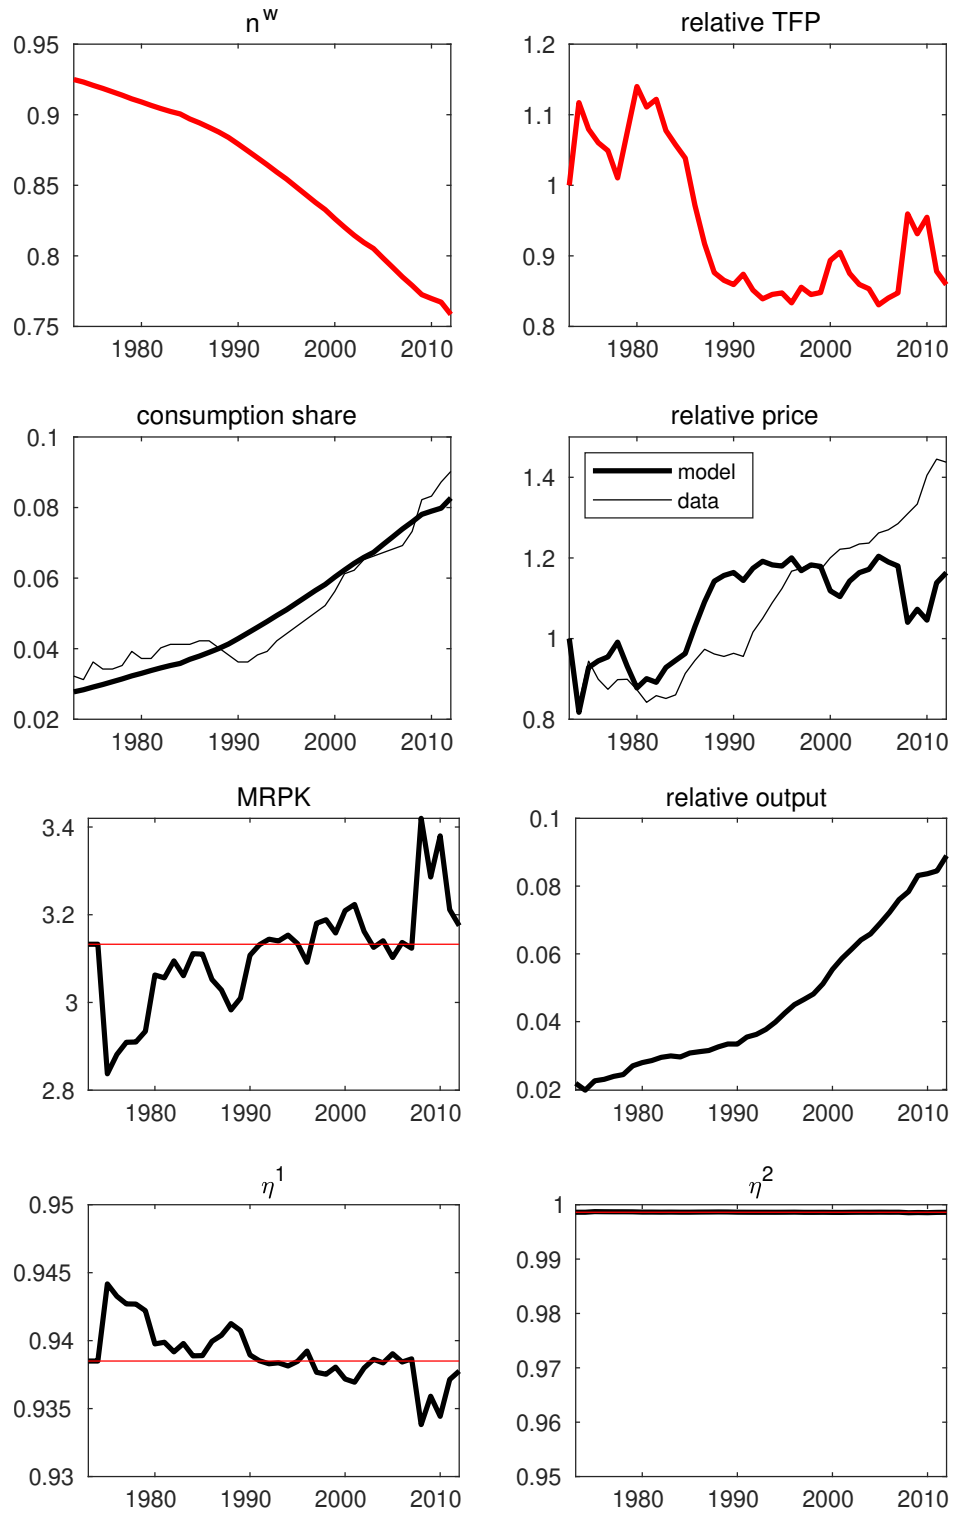 n^w
0.95
0.9
0.85
0.8
0.75
1980 1990 2000 2010
relative TFP
1.2
1.1
1
0.9
0.8
1980 1990 2000 2010
consumption share
0.1
0.08
0.06
0.04
0.02
1980 1990 2000 2010
relative price
model
data
1.4
1.2
1
0.8
1980 1990 2000 2010
MRPK
3.4
3.2
3
2.8
1980 1990 2000 2010
relative output
0.1
0.08
0.06
0.04
0.02
1980 1990 2000 2010
η^1
0.95
0.945
0.94
0.935
0.93
1980 1990 2000 2010
η^2
1
0.99
0.98
0.97
0.96
0.95
1980 1990 2000 2010